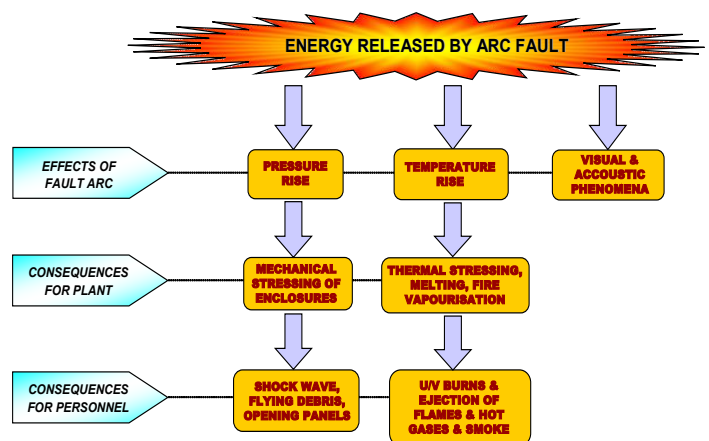 ENERGY RELEASED BY ARC FAULT
EFFECTS OF
FAULT ARC
PRESSURE
RISE
TEMPERATURE
RISE
VISUAL &
ACCOUSTIC
PHENOMENA
CONSEQUENCES
FOR PLANT
MECHANICAL
STRESSING OF
ENCLOSURES
THERMAL STRESSING,
MELTING, FIRE
VAPOURISATION
CONSEQUENCES
FOR PERSONNEL
SHOCK WAVE,
FLYING DEBRIS,
OPENING PANELS
U/V BURNS &
EJECTION OF
FLAMES & HOT
GASES & SMOKE